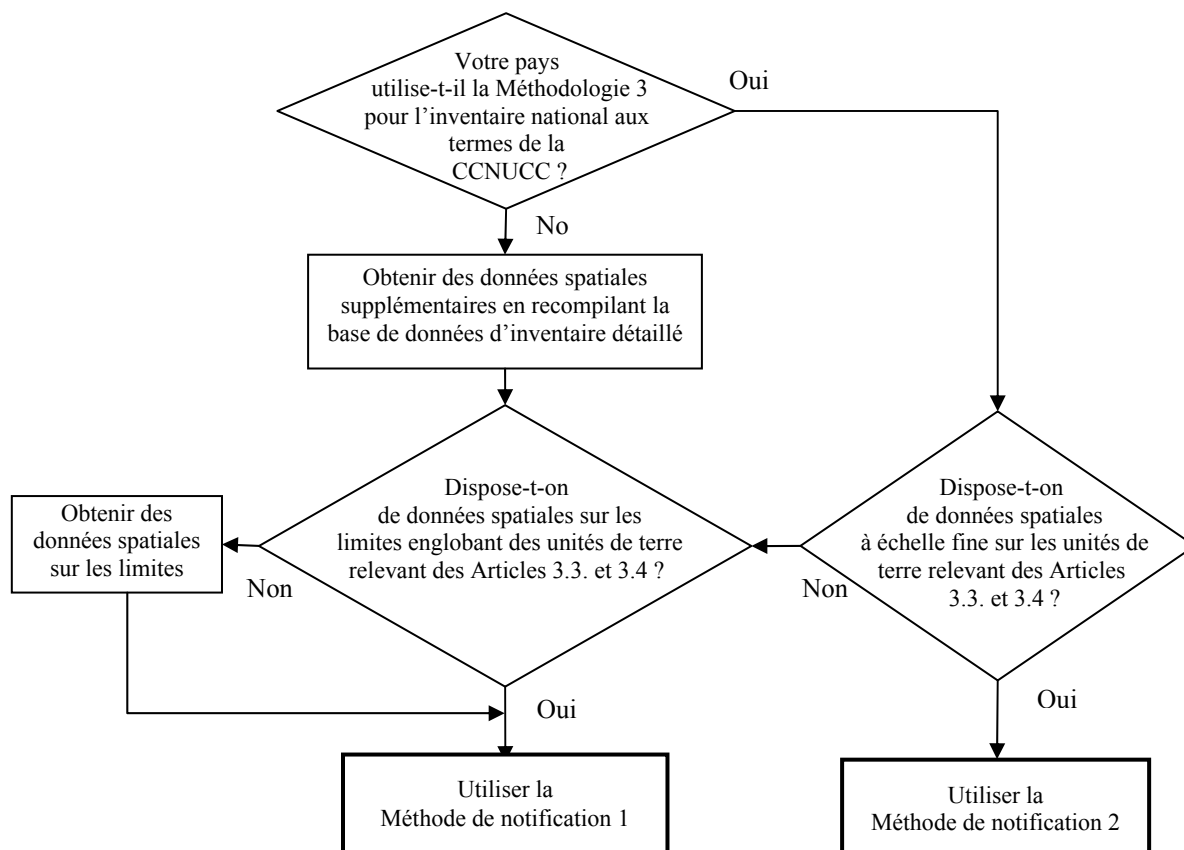 Votre pays
utilise-t-il la Méthodologie 3
pour l’inventaire national aux
termes de la
CCNUCC ?
Oui
No
Obtenir des données spatiales
supplémentaires en recompilant la
base de données d’inventaire détaillé
Dispose-t-on
de données spatiales sur les
limites englobant des unités de terre
relevant des Articles 3.3. et 3.4 ?
Dispose-t-on
de données spatiales
à échelle fine sur les unités de
terre relevant des Articles
3.3. et 3.4 ?
Obtenir des
données spatiales
sur les limites
Non
Non
Oui
Oui
Utiliser la
Méthode de notification 1
Utiliser la
Méthode de notification 2